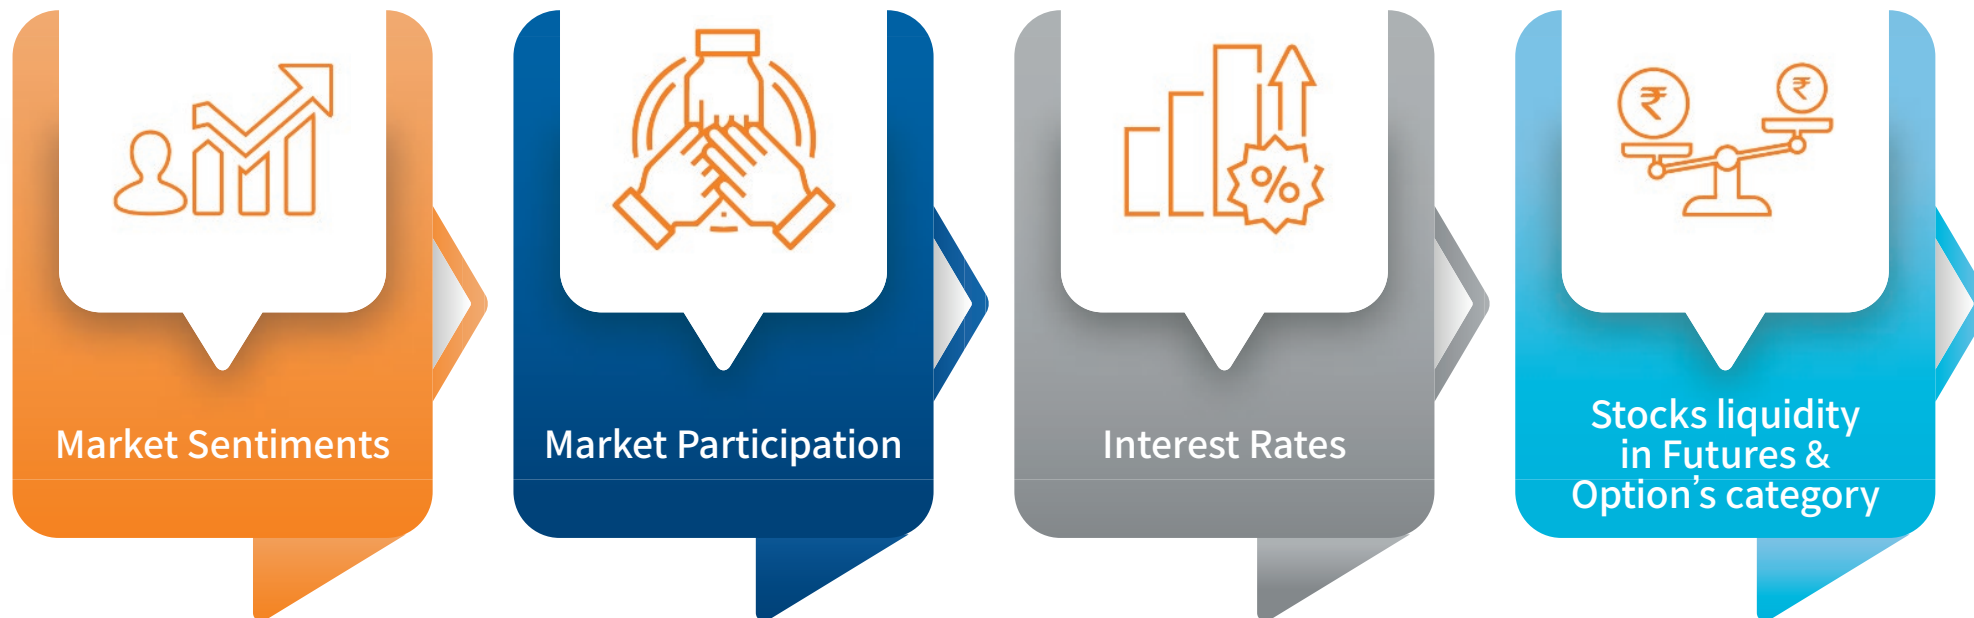 ₹
₹
%
Market Sentiments
Market Participation
Interest Rates
Stocks liquidity
in Futures &
Option's category